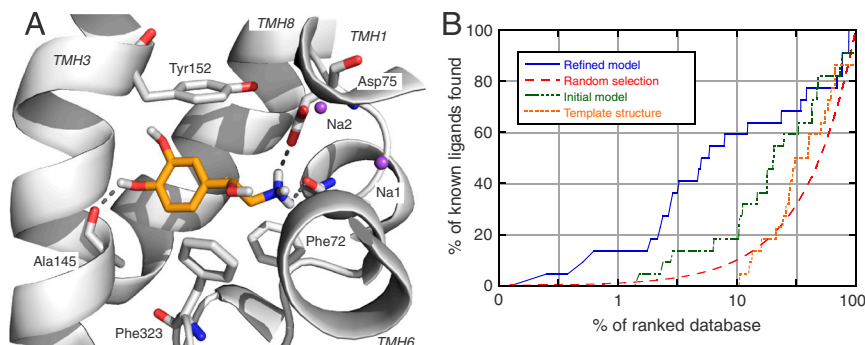 A
TMH3
TMH8
TMH1
Tyr152
Asp75
Na2
Na1
Ala145
Phe72
Phe323
TMH6
B
% of known ligands found
100
80
60
40
20
0
Refined model
Random selection
Initial model
Template structure
0 1 10 100
% of ranked database